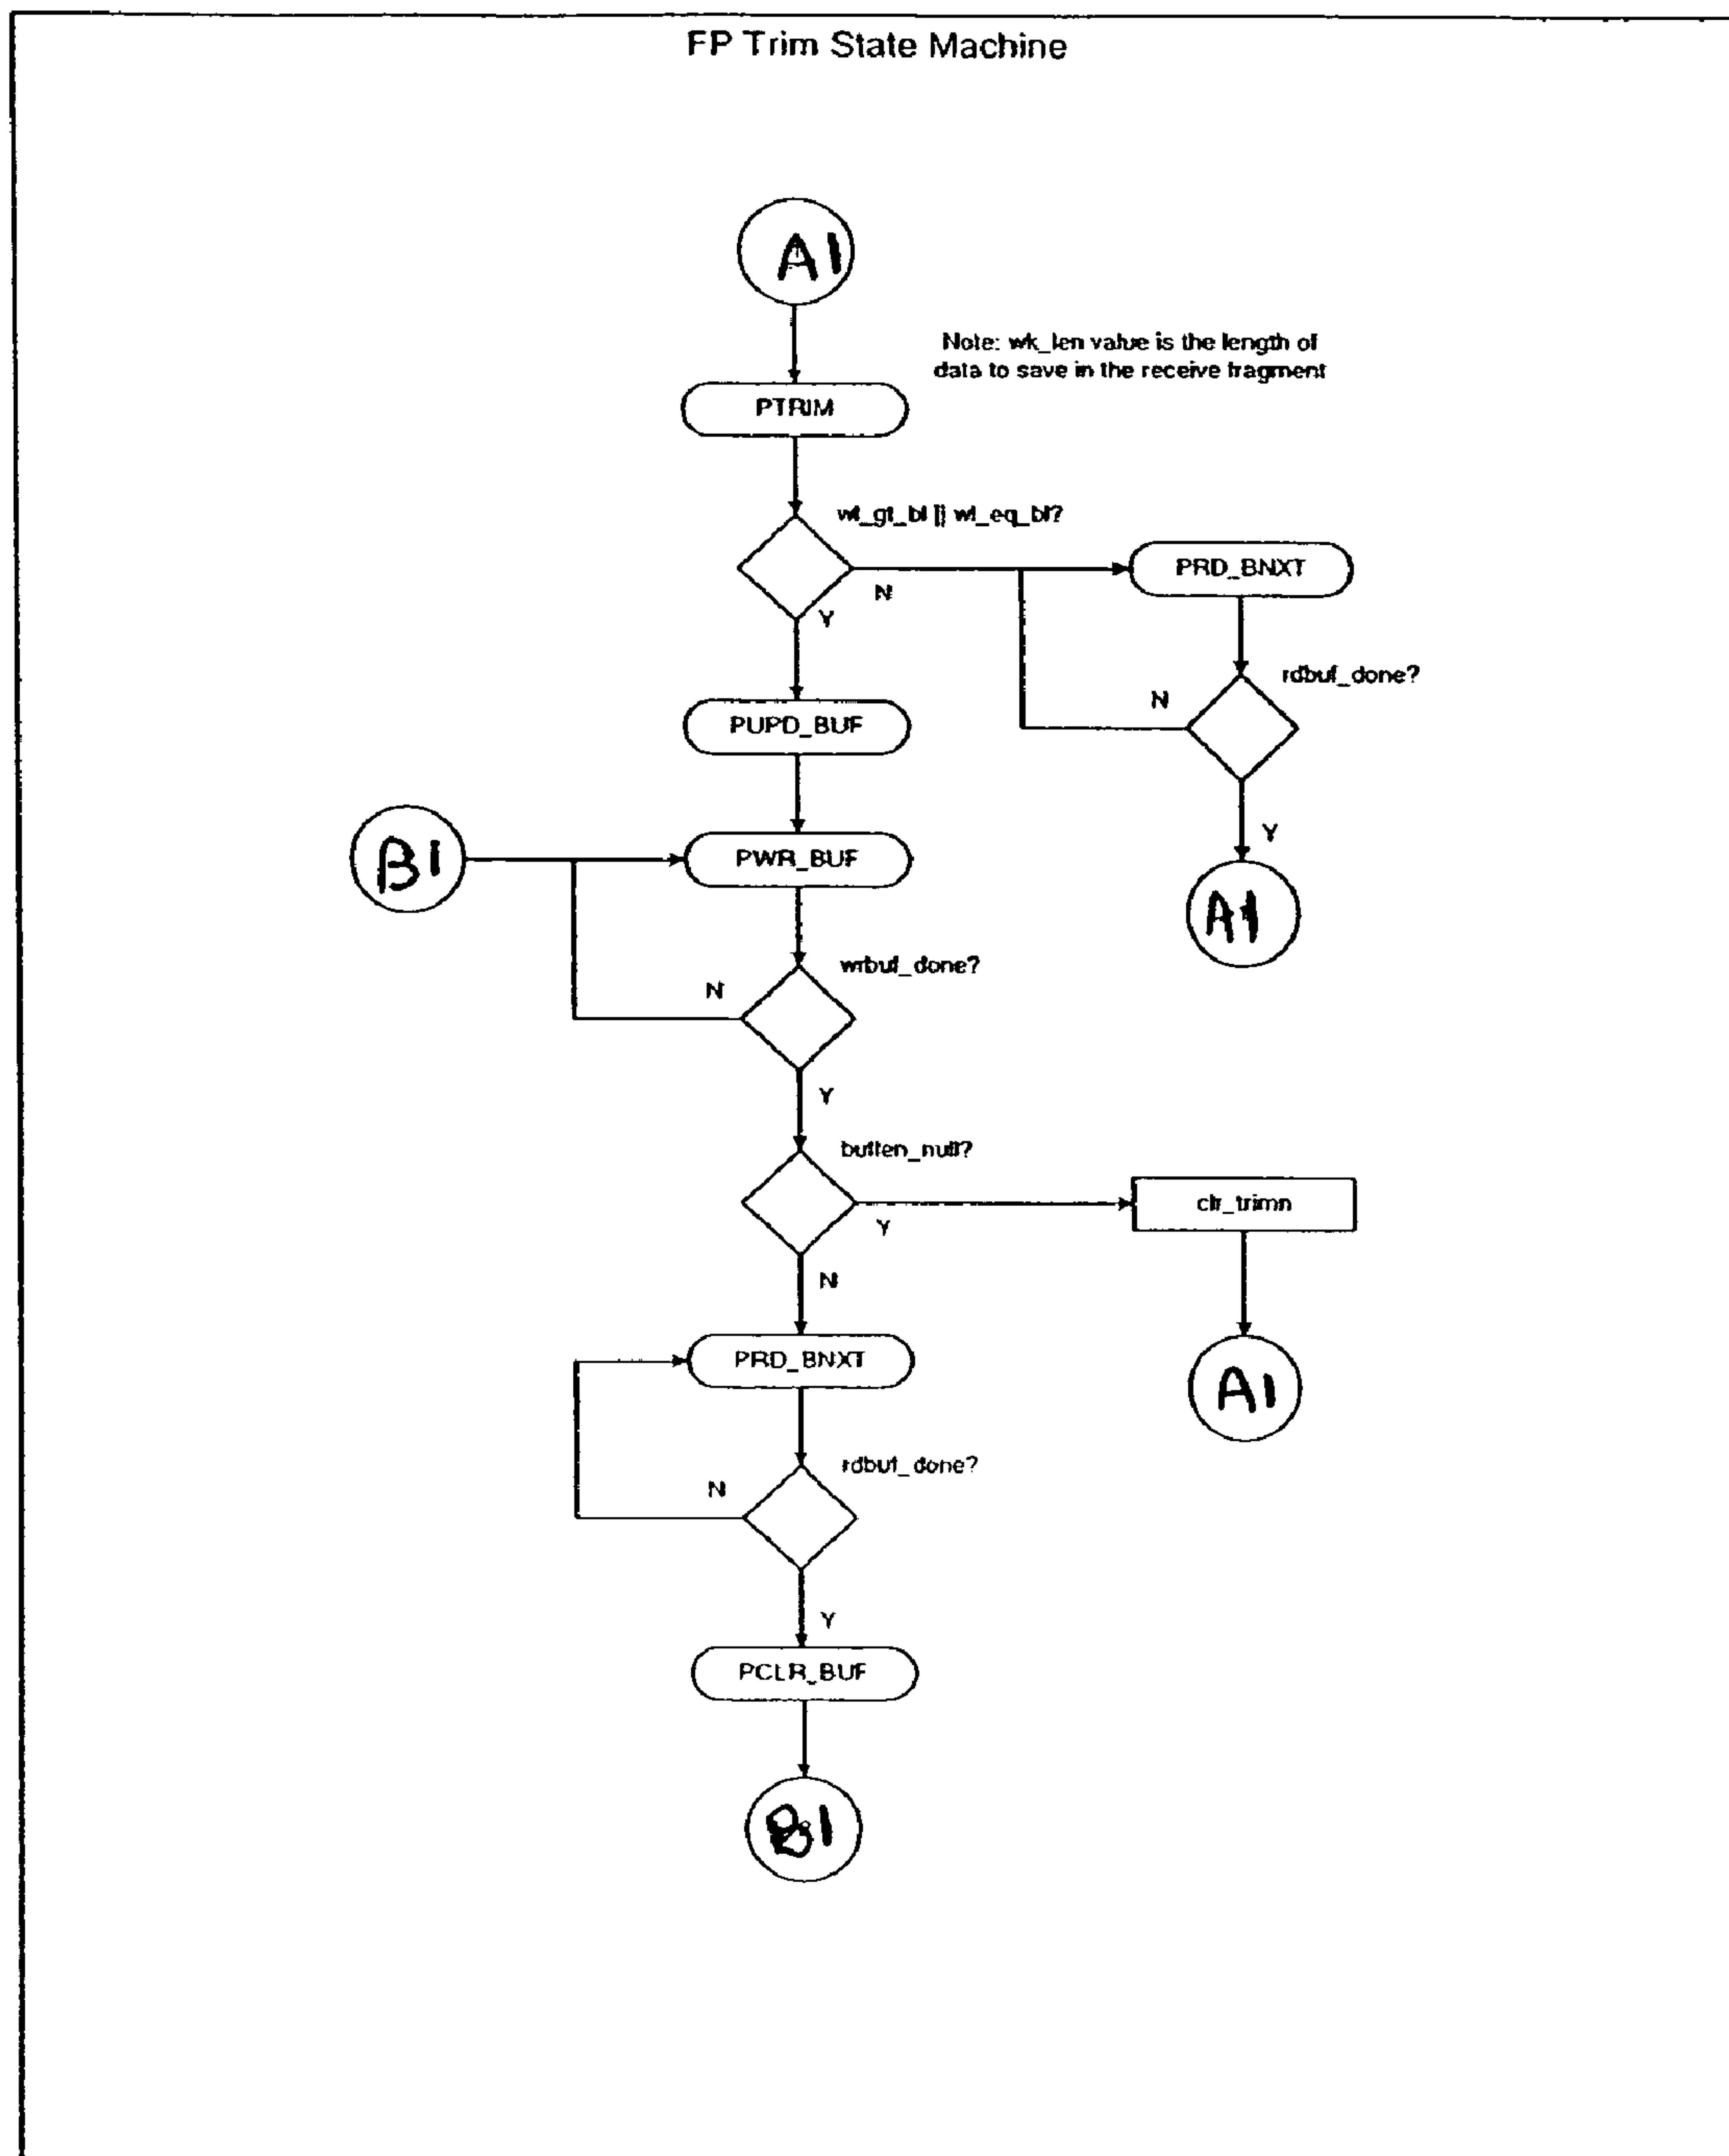 FP Trim State Machine
A1
Note: wk_len value is the length of
data to save in the receive fragment
PTRIM
wl_gt_bl || wl_eq_bl?
N
PRD_BNXT
Y
rdbuf_done?
N
PUPD_BUF
Y
B1
PWR_BUF
A1
wrbuf_done?
N
Y
buflen_null?
clr_trimn
Y
N
PRD_BNXT
A1
rdbuf_done?
N
Y
PCLR_BUF
B1